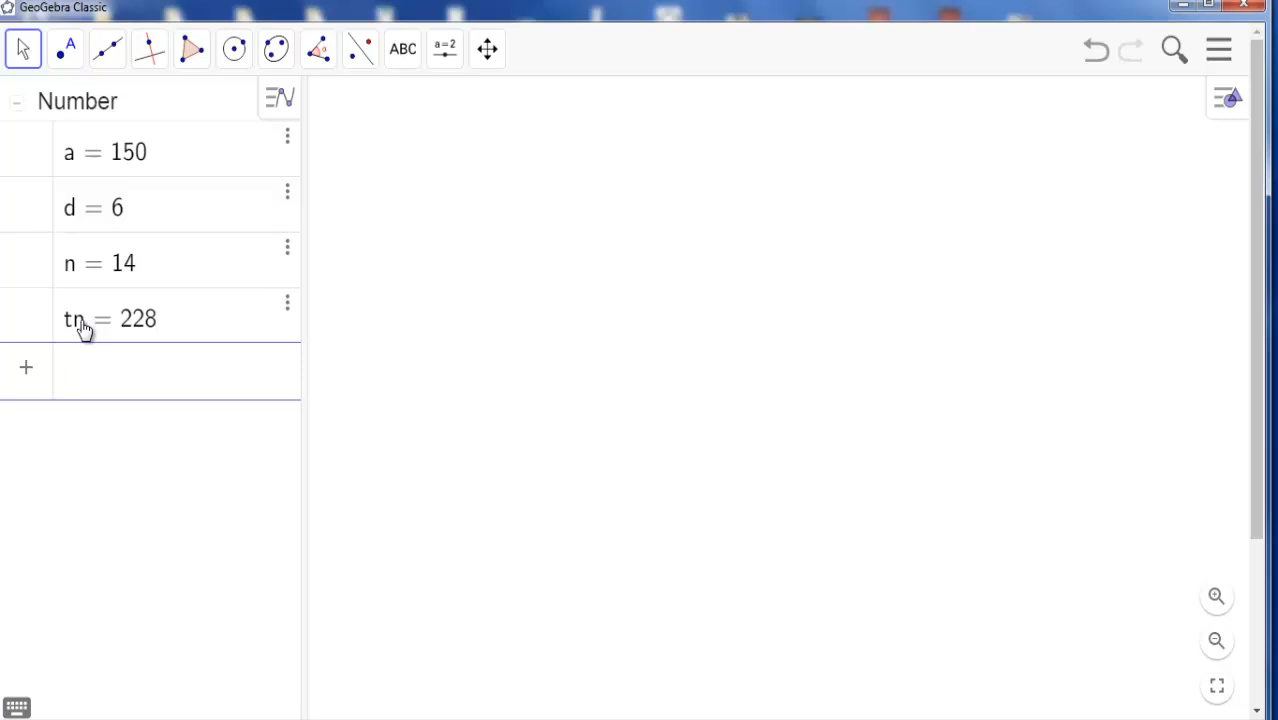 GeoGebra Classic
ABC
a=2
Number
a = 150
d = 6
n = 14
tn = 228
+